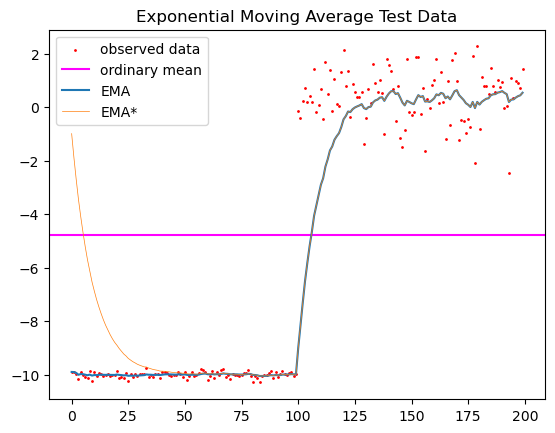 Exponential Moving Average Test Data
observed data
ordinary mean
EMA
EMA*
2
0
−2
−4
−6
−8
−10
0 25 50 75 100 125 150 175 200